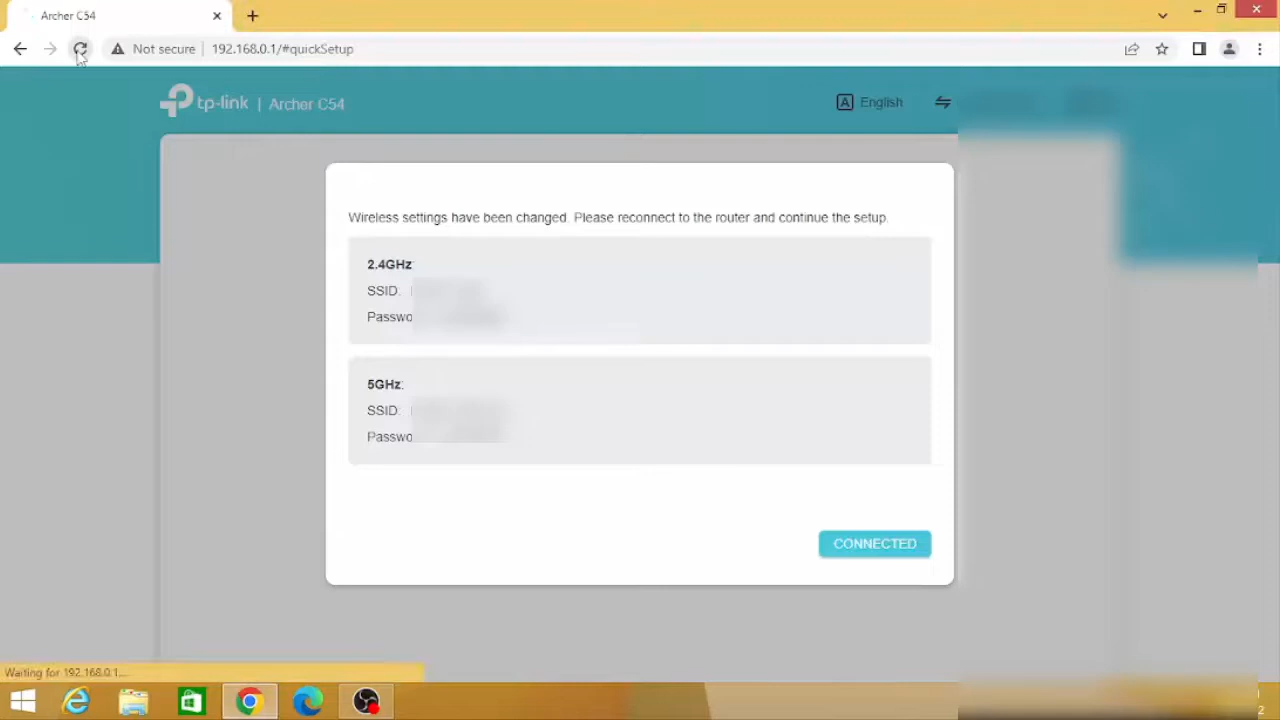 Archer C54
Not secure
192.168.0.1/#quickSetup
tp-link | Archer C54
A English
Wireless settings have been changed. Please reconnect to the router and continue the setup.
2.4GHz:
SSID:
Passwo
5GHz:
SSID:
Passwo
CONNECTED
Waiting for 192.168.0.1...